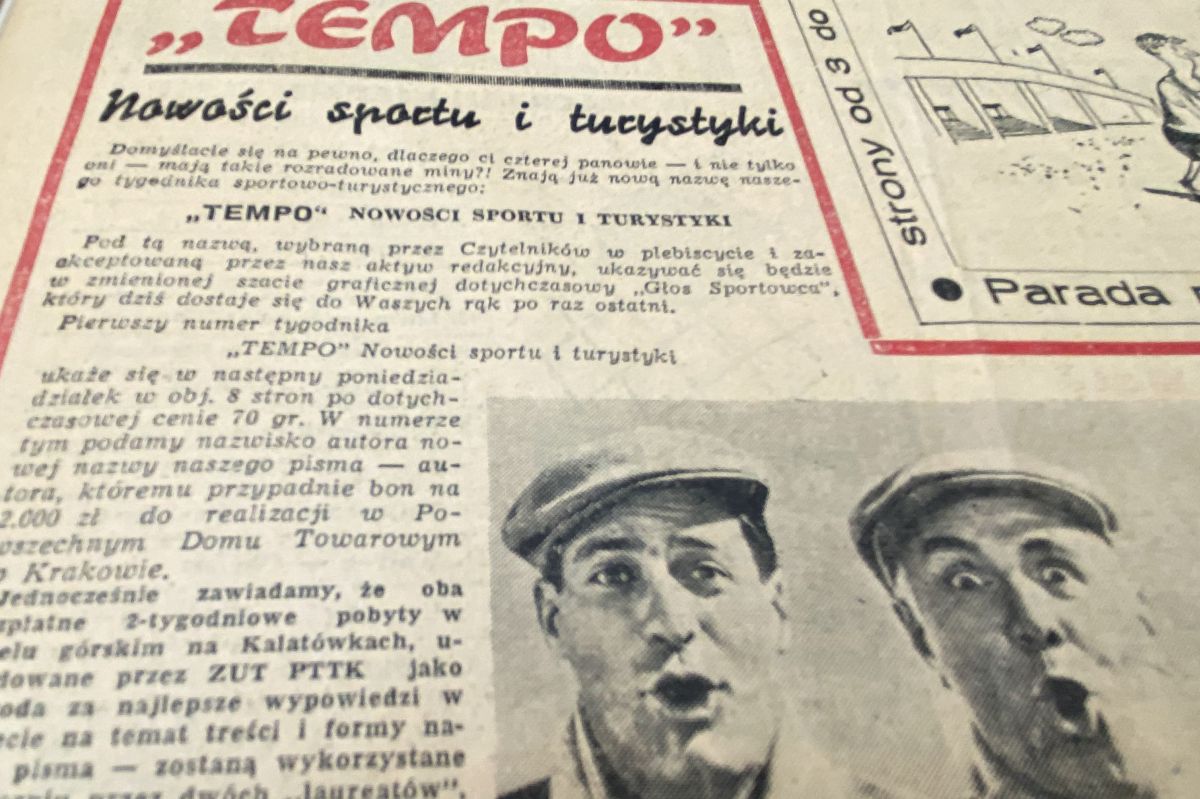 „TEMPO”
Nowości sportu i turystyki
Domyślacie się na pewno, dlaczego ci czterej panowie — i nie tylko
oni — mają takie rozradowane miny?! Znają już nową nazwę nasze-
go tygodnika sportowo-turystycznego:
„TEMPO“ NOWOŚCI SPORTU I TURYSTYKI
Pod tą nazwą, wybraną przez Czytelników w plebiscycie i za-
akceptowaną przez nasz aktyw redakcyjny, ukazywać się będzie
w zmienionej szacie graficznej dotychczasowy „Głos Sportowca”,
który dziś dostaje się do Waszych rąk po raz ostatni.
Pierwszy numer tygodnika
„TEMPO” Nowości sportu i turystyki
ukaże się w następny poniedzia-
działek w obj. 8 stron po dotych-
czasowej cenie 70 gr. W numerze
tym podamy nazwisko autora no-
wej nazwy naszego pisma — au-
tora, któremu przypadnie bon na
2.000 zł do realizacji w Po-
wszechnym Domu Towarowym
Krakowie.
Jednocześnie zawiadamy, że oba
zpłatne 2-tygodniowe pobyty w
elu górskim na Kalatówkach, u-
dowane przez ZUT PTTK jako
oda za najlepsze wypowiedzi w
ecie na temat treści i formy na-
pisma — zostaną wykorzystane
przez dwóch „laureatów”,
strony od 3 do
● Parada